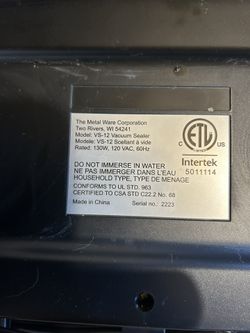 The Metal Ware Corporation
Two Rivers, WI 54241
Model: VS-12 Vacuum Sealer
Modele: VS-12 Scellant à vide
Rated: 130W, 120 VAC, 60Hz
C ETL US
Intertek
5011114
DO NOT IMMERSE IN WATER
NE PAS IMMERGER DANS L'EAU
HOUSEHOLD TYPE, TYPE DE MENAGE
CONFORMS TO UL STD. 963
CERTIFIED TO CSA STD C22.2 No. 68
Made in China
Serial no.: 2223